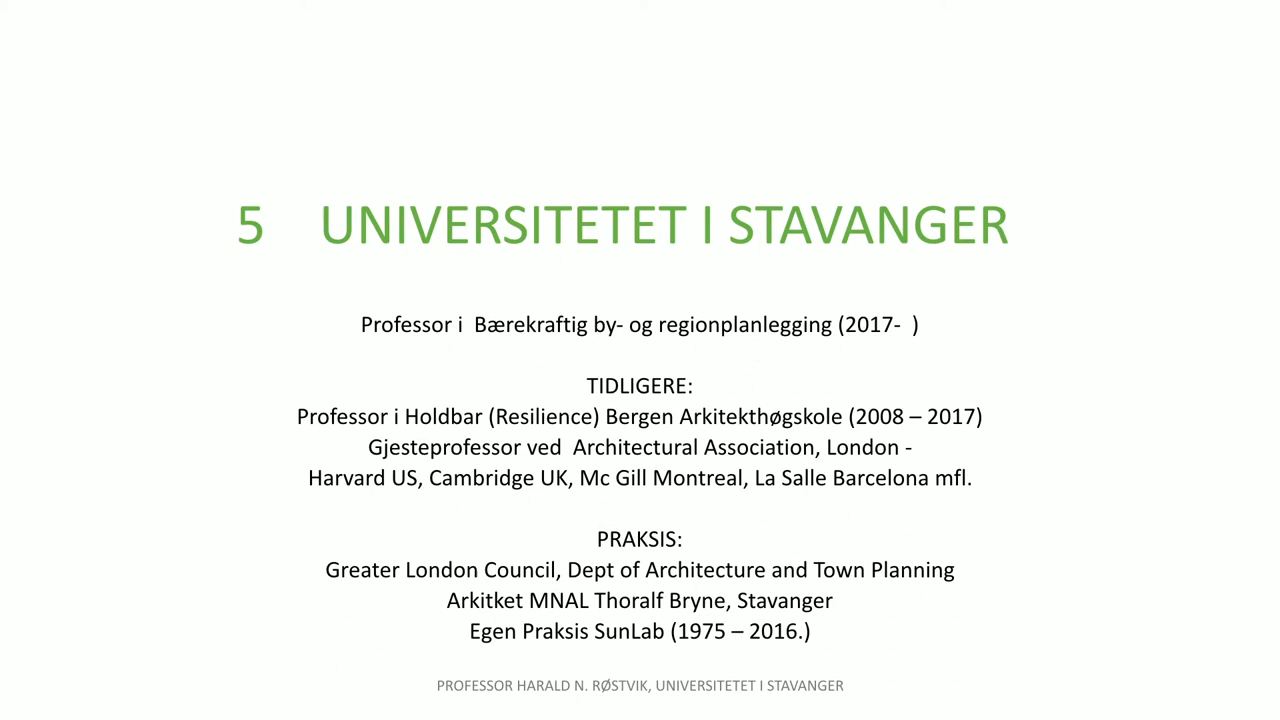 5 UNIVERSITETET I STAVANGER
Professor i Bærekraftig by- og regionplanlegging (2017- )
TIDLIGERE:
Professor i Holdbar (Resilience) Bergen Arkitekthøgskole (2008 – 2017)
Gjesteprofessor ved Architectural Association, London -
Harvard US, Cambridge UK, Mc Gill Montreal, La Salle Barcelona mfl.
PRAKSIS:
Greater London Council, Dept of Architecture and Town Planning
Arkitket MNAL Thoralf Bryne, Stavanger
Egen Praksis SunLab (1975 – 2016.)
PROFESSOR HARALD N. RØSTVIK, UNIVERSITETET I STAVANGER